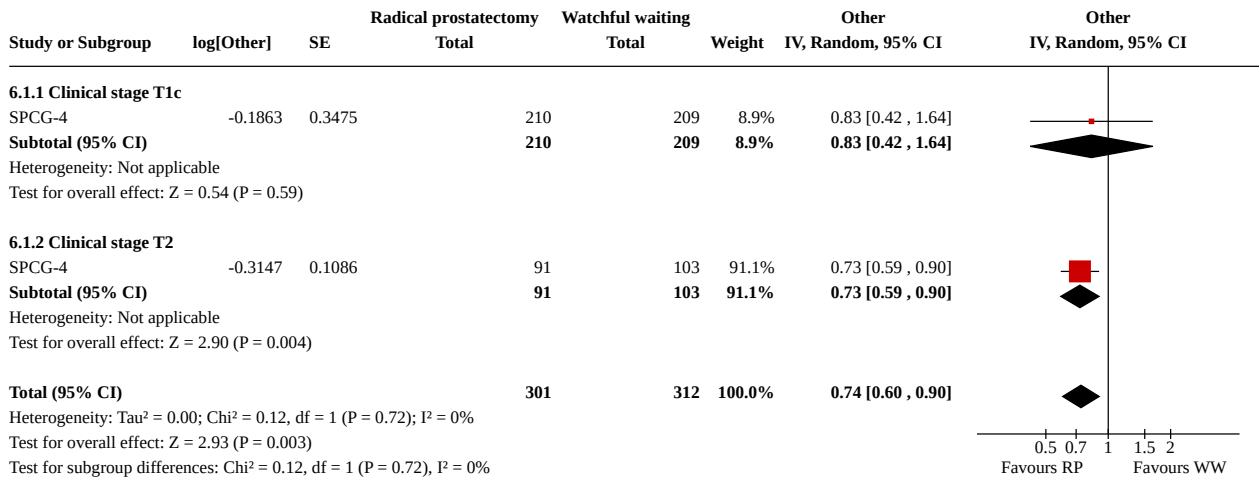 Radical prostatectomy Watchful waiting Other Other
Study or Subgroup log[Other] SE Total Total Weight IV, Random, 95% CI IV, Random, 95% CI
6.1.1 Clinical stage T1c
SPCG-4 -0.1863 0.3475 210 209 8.9% 0.83 [0.42 , 1.64]
Subtotal (95% CI) 210 209 8.9% 0.83 [0.42 , 1.64]
Heterogeneity: Not applicable
Test for overall effect: Z = 0.54 (P = 0.59)
6.1.2 Clinical stage T2
SPCG-4 -0.3147 0.1086 91 103 91.1% 0.73 [0.59 , 0.90]
Subtotal (95% CI) 91 103 91.1% 0.73 [0.59 , 0.90]
Heterogeneity: Not applicable
Test for overall effect: Z = 2.90 (P = 0.004)
Total (95% CI) 301 312 100.0% 0.74 [0.60 , 0.90]
Heterogeneity: Tau² = 0.00; Chi² = 0.12, df = 1 (P = 0.72); I² = 0%
Test for overall effect: Z = 2.93 (P = 0.003)
0.5 0.7 1 1.5 2
Test for subgroup differences: Chi² = 0.12, df = 1 (P = 0.72), I² = 0% Favours RP Favours WW